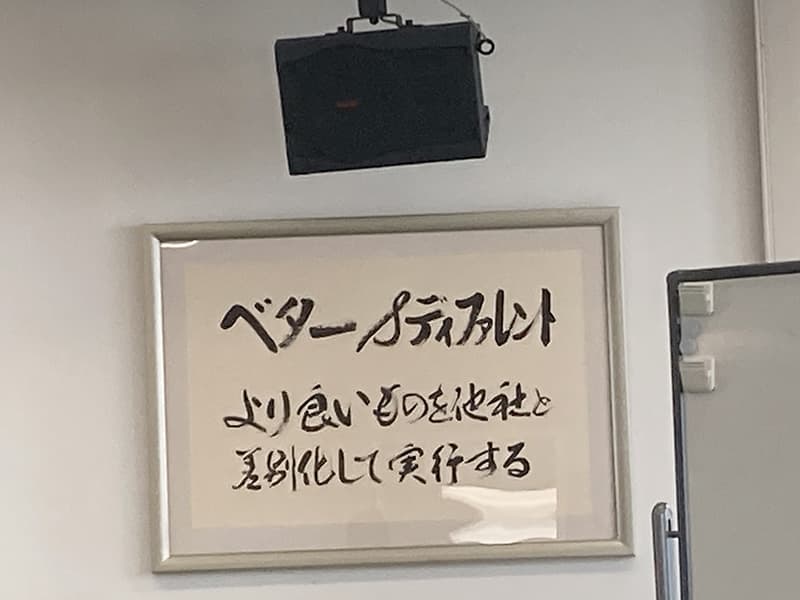 ベター&ディファレント
より良いものを他社と
差別化して実行する